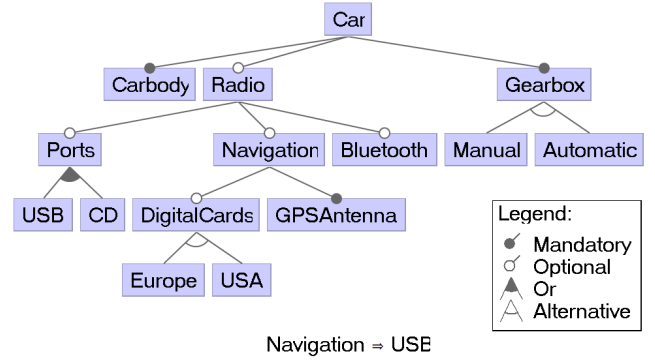 Car
Carbody Radio Gearbox
Ports Navigation Bluetooth Manual Automatic
USB CD DigitalCards GPSAntenna
Europe USA
Legend:
Mandatory
Optional
Or
Alternative
Navigation ⇒ USB